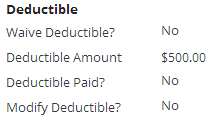 Deductible
Waive Deductible? No
Deductible Amount $500.00
Deductible Paid? No
Modify Deductible? No